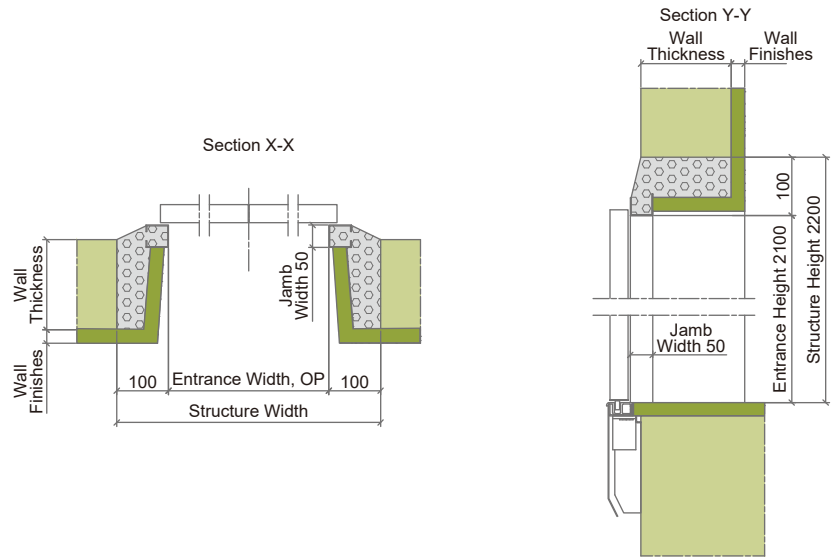 Section Y-Y
Wall
Thickness
Wall
Finishes
Section X-X
100
Entrance Height 2100
Structure Height 2200
Jamb
Width 50
Wall
Thickness
Wall
Finishes
Jamb
Width 50
100
Entrance Width, OP
100
Structure Width